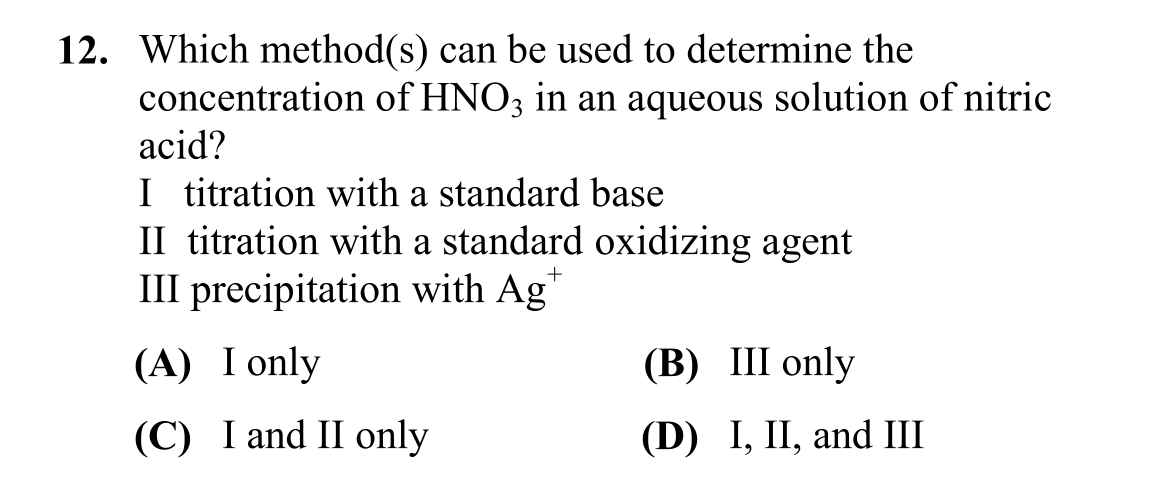 12. Which method(s) can be used to determine the
concentration of HNO₃ in an aqueous solution of nitric
acid?
I titration with a standard base
II titration with a standard oxidizing agent
III precipitation with Ag⁺
(A) I only (B) III only
(C) I and II only (D) I, II, and III